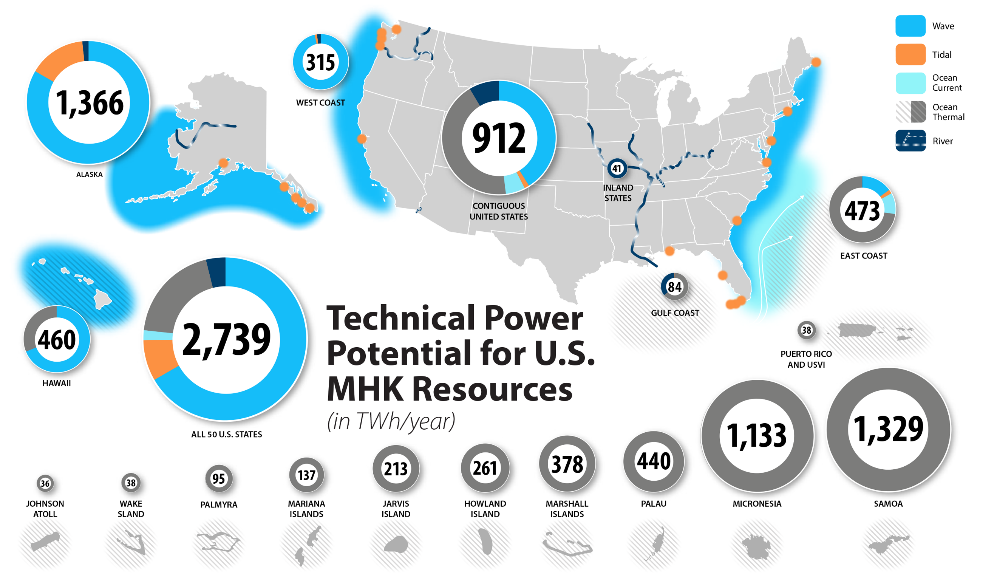 Wave
Tidal
Ocean
Current
Ocean
Thermal
River
1,366
ALASKA
315
WEST COAST
912
CONTIGUOUS
UNITED STATES
41
INLAND
STATES
473
EAST COAST
84
GULF COAST
460
HAWAII
2,739
ALL 50 U.S. STATES
Technical Power
Potential for U.S.
MHK Resources
(in TWh/year)
38
PUERTO RICO
AND USVI
36
JOHNSON
ATOLL
38
WAKE
SLAND
95
PALMYRA
137
MARIANA
ISLANDS
213
JARVIS
ISLAND
261
HOWLAND
ISLAND
378
MARSHALL
ISLANDS
440
PALAU
1,133
MICRONESIA
1,329
SAMOA